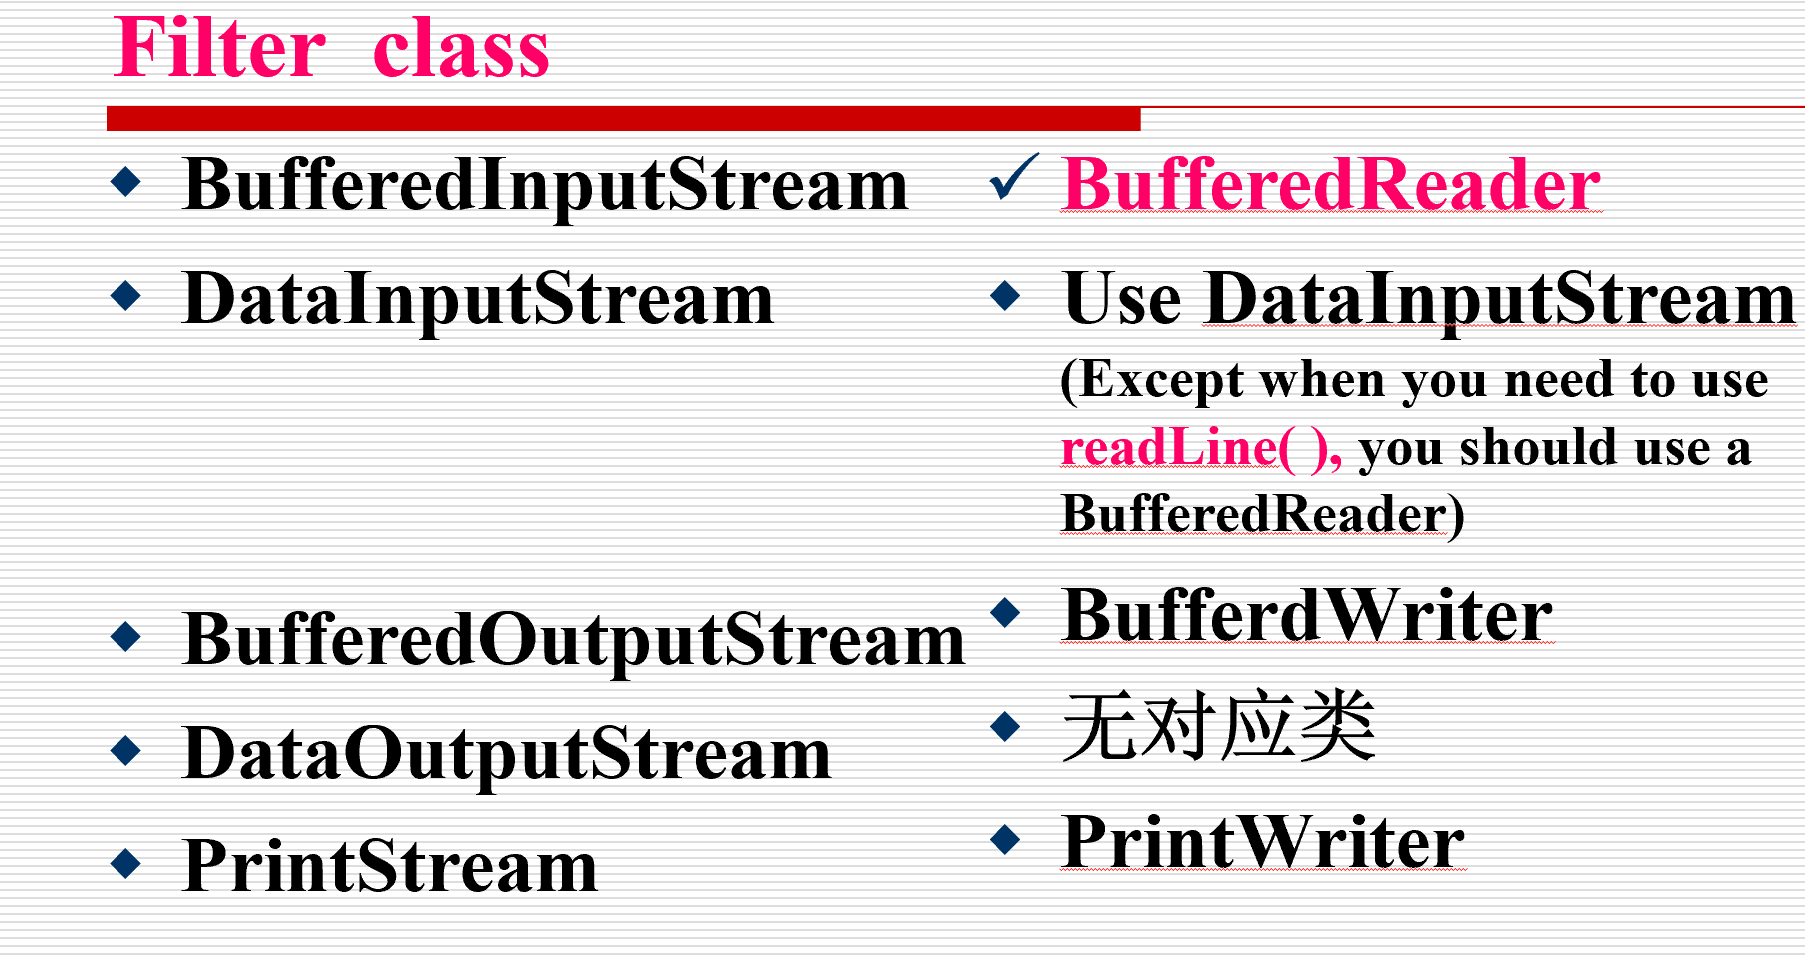 Filter class
BufferedInputStream
DataInputStream
BufferedOutputStream
DataOutputStream
PrintStream
BufferedReader
Use DataInputStream
(Except when you need to use
readLine( ), you should use a
BufferedReader)
BufferdWriter
无对应类
PrintWriter